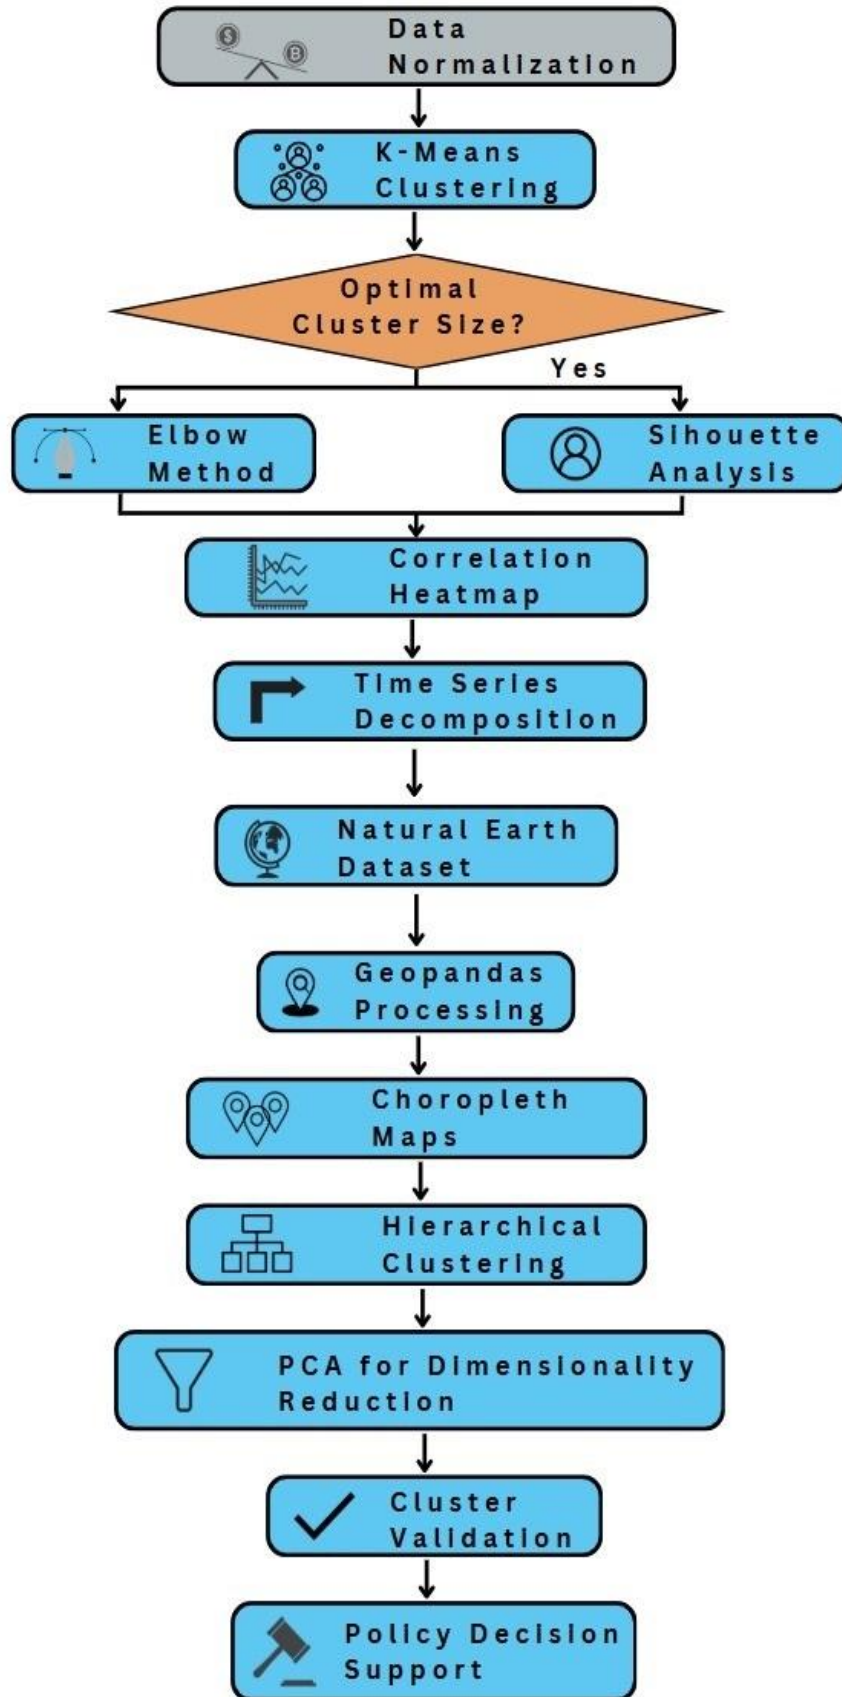 Data
Normalization
K-Means
Clustering
Optimal
Cluster Size?
Yes
Elbow
Method
Sihouette
Analysis
Correlation
Heatmap
Time Series
Decomposition
Natural Earth
Dataset
Geopandas
Processing
Choropleth
Maps
Hierarchical
Clustering
PCA for Dimensionality
Reduction
Cluster
Validation
Policy Decision
Support